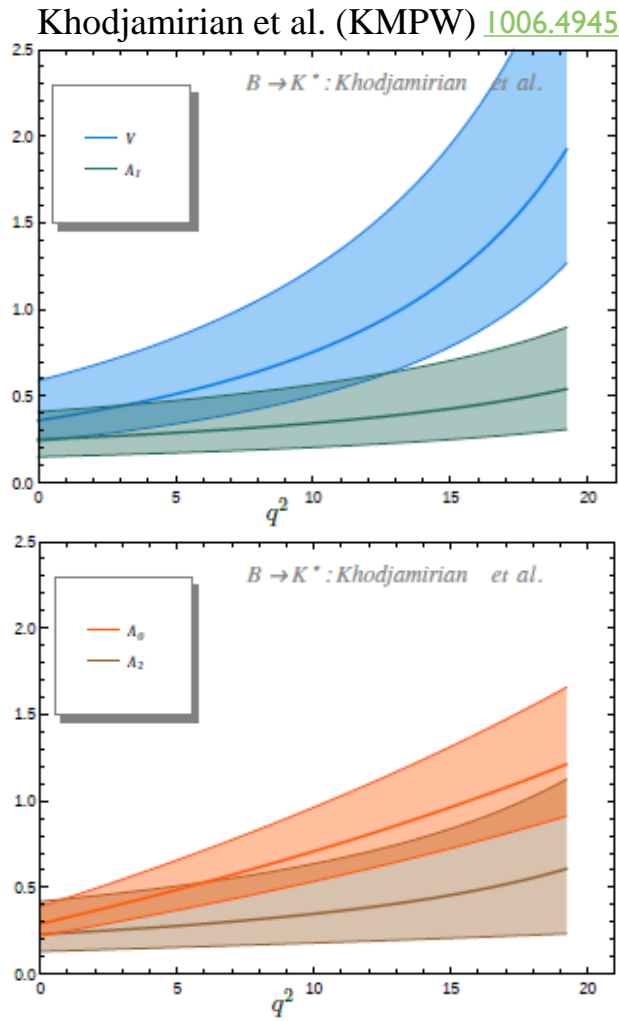 Khodjamirian et al. (KMPW) 1006.4945
2.5
B → K* : Khodjamirian et al.
V
A₁
2.0
1.5
1.0
0.5
0.0
0 5 10 15 20
q²
2.5
B → K* : Khodjamirian et al.
A₀
A₂
2.0
1.5
1.0
0.5
0.0
0 5 10 15 20
q²